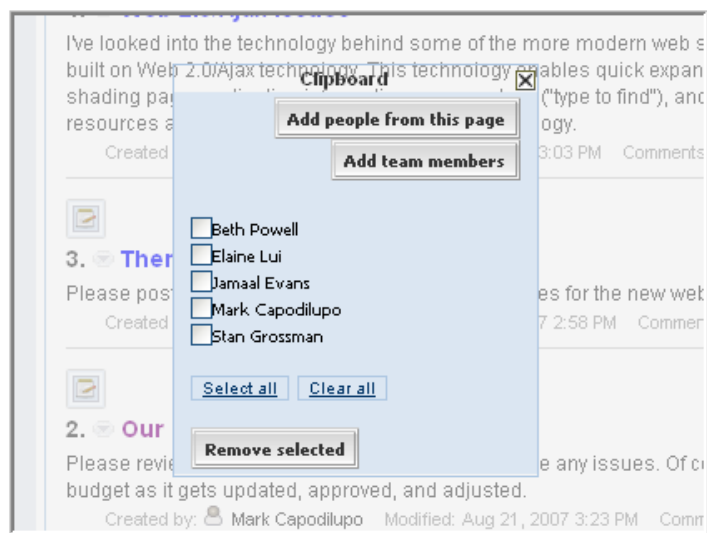 I've looked into the technology behind some of the more modern web s
built on Web 2.0/Ajax technology. This technology enables quick expan
Clipboard
shading pag
("type to find"), and
resources a
ogy.
Add people from this page
Created
3:03 PM Comments
Add team members
Beth Powell
3. Ther
Elaine Lui
Please pos
Jamaal Evans
es for the new web
Mark Capodilupo
Created
7 2:58 PM Commen
Stan Grossman
Select all Clear all
2. Our
Remove selected
Please revie
e any issues. Of co
budget as it gets updated, approved, and adjusted.
Created by: Mark Capodilupo Modified: Aug 21, 2007 3:23 PM Comm